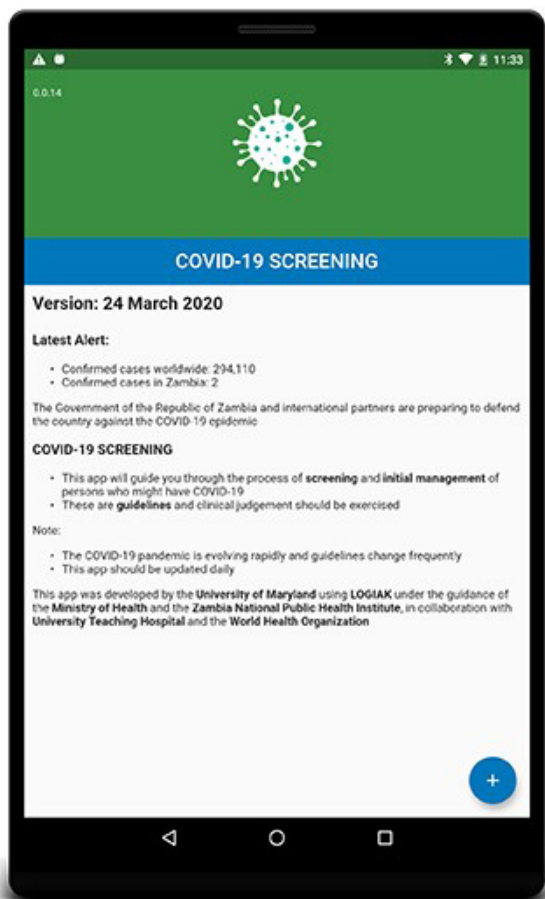 11:33
0.0.14
COVID-19 SCREENING
Version: 24 March 2020
Latest Alert:
• Confirmed cases worldwide: 294,110
• Confirmed cases in Zambia: 2
The Government of the Republic of Zambia and international partners are preparing to defend
the country against the COVID-19 epidemic
COVID-19 SCREENING
• This app will guide you through the process of screening and initial management of
persons who might have COVID-19
• These are guidelines and clinical judgement should be exercised
Note:
• The COVID-19 pandemic is evolving rapidly and guidelines change frequently
• This app should be updated daily
This app was developed by the University of Maryland using LOGIAK under the guidance of
the Ministry of Health and the Zambia National Public Health Institute, in collaboration with
University Teaching Hospital and the World Health Organization
+